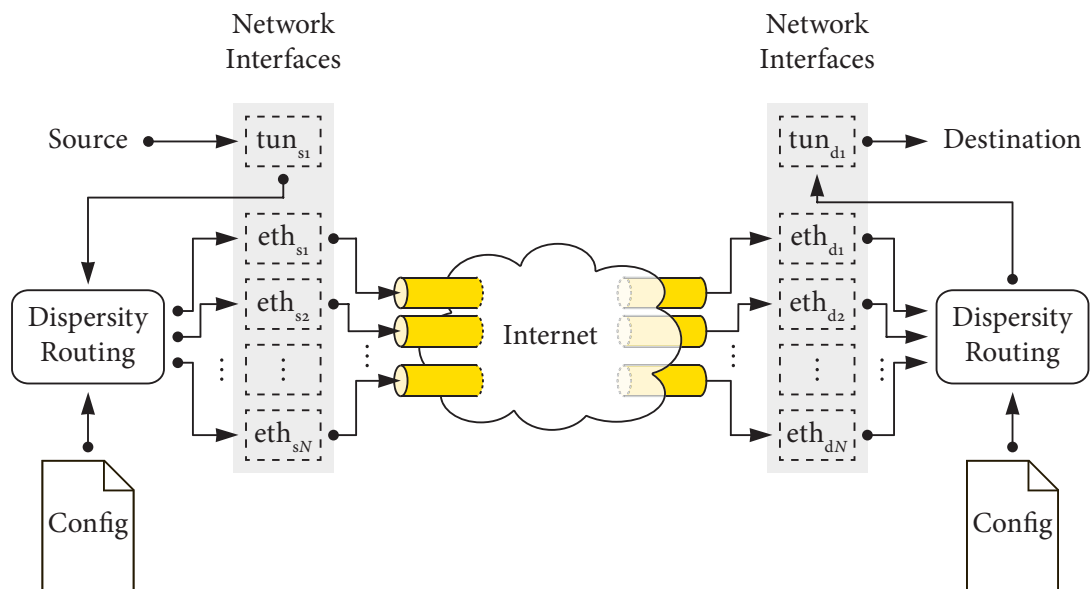 Network
Interfaces
Network
Interfaces
Source
tun s1
tun d1
Destination
eth s1
eth d1
Dispersity
Routing
eth s2
Internet
eth d2
Dispersity
Routing
eth sN
eth dN
Config
Config